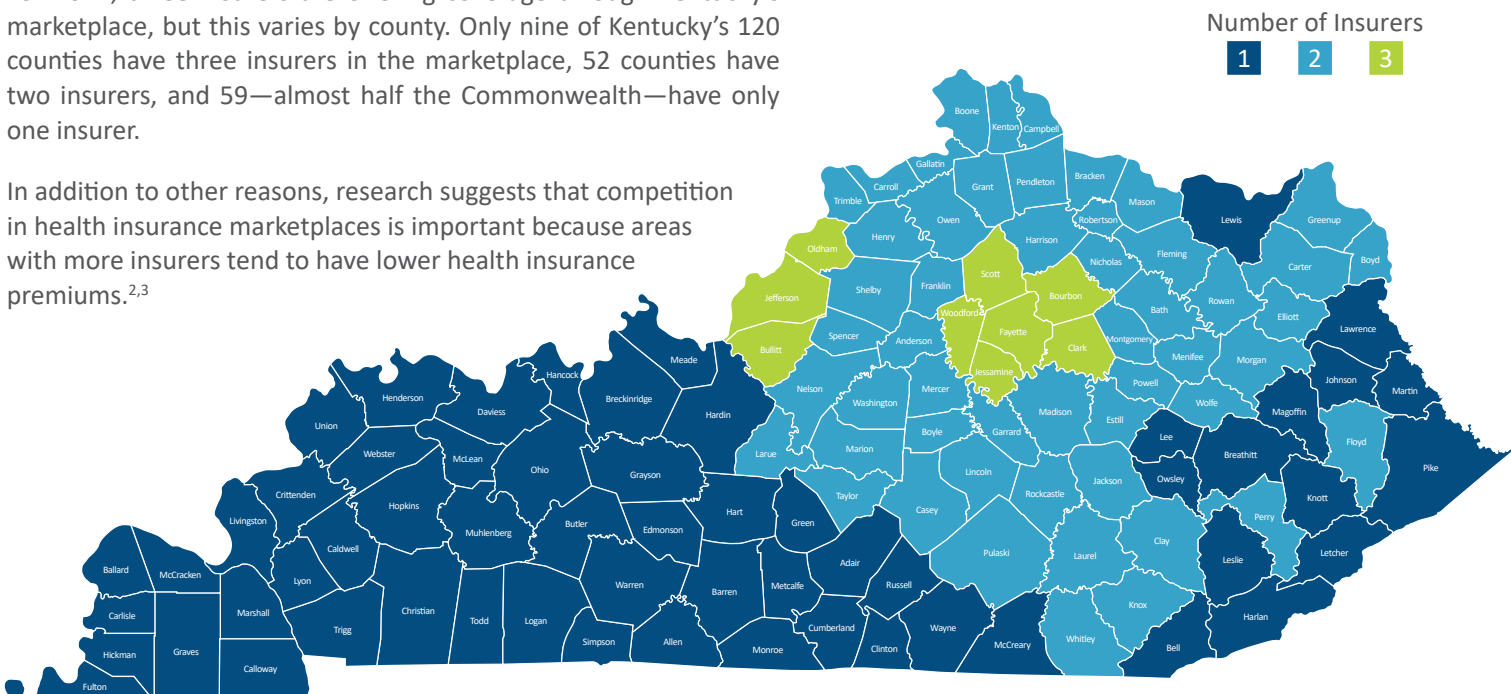 marketplace, but this varies by county. Only nine of Kentucky's 120
counties have three insurers in the marketplace, 52 counties have
two insurers, and 59—almost half the Commonwealth—have only
one insurer.
In addition to other reasons, research suggests that competition
in health insurance marketplaces is important because areas
with more insurers tend to have lower health insurance
premiums.2,3
Number of Insurers
1 2 3
Boone
Kenton
Campbell
Gallatin
Carroll
Trimble
Grant
Pendleton
Bracken
Mason
Lewis
Greenup
Owen
Robertson
Henry
Harrison
Oldham
Fleming
Nicholas
Carter
Boyd
Scott
Shelby
Franklin
Jefferson
Bourbon
Rowan
Bath
Elliott
Woodford
Fayette
Lawrence
Spencer
Anderson
Montgomery
Bullitt
Clark
Menifee
Morgan
Meade
Jessamine
Hancock
Johnson
Martin
Powell
Nelson
Mercer
Henderson
Breckinridge
Washington
Wolfe
Magoffin
Daviess
Hardin
Madison
Estill
Union
Boyle
Garrard
Lee
Floyd
Webster
McLean
Larue
Marion
Breathitt
Ohio
Grayson
Lincoln
Pike
Owsley
Jackson
Crittenden
Taylor
Rockcastle
Knott
Hopkins
Hart
Casey
Livingston
Green
Perry
Butler
Edmonson
Muhlenberg
Clay
Caldwell
Pulaski
Laurel
Letcher
Leslie
Adair
Ballard
McCracken
Lyon
Warren
Metcalfe
Russell
Barren
Knox
Carlisle
Marshall
Christian
Harlan
Todd
Logan
Trigg
Cumberland
Wayne
Whitley
Simpson
Allen
McCreary
Hickman
Graves
Monroe
Clinton
Bell
Calloway
Fulton